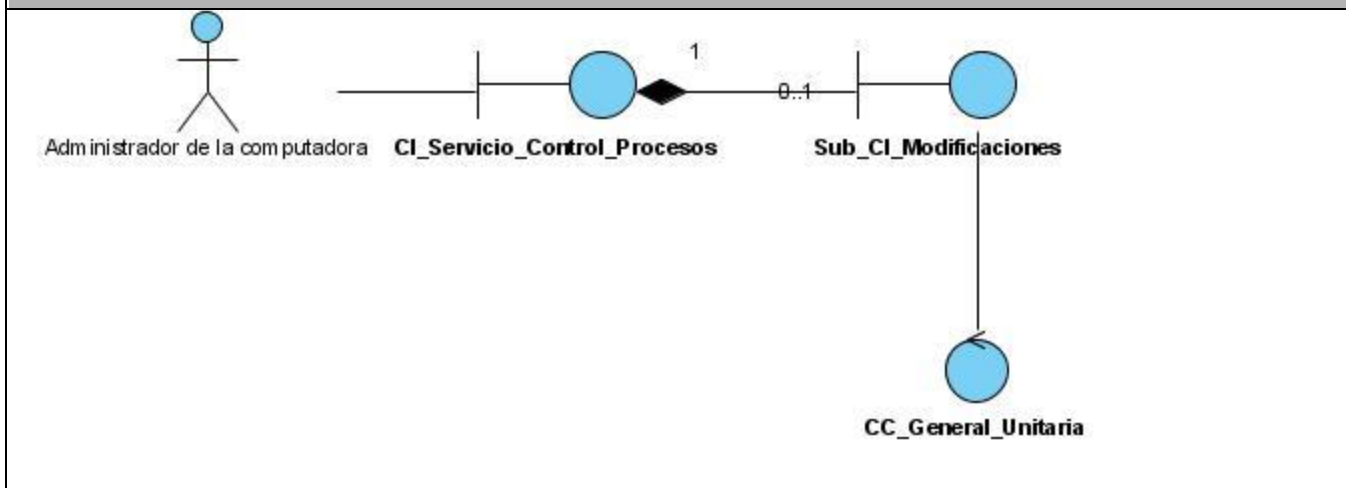 1
0..1
Administrador de la computadora
CI_Servicio_Control_Procesos
Sub_CI_Modificaciones
CC_General_Unitaria